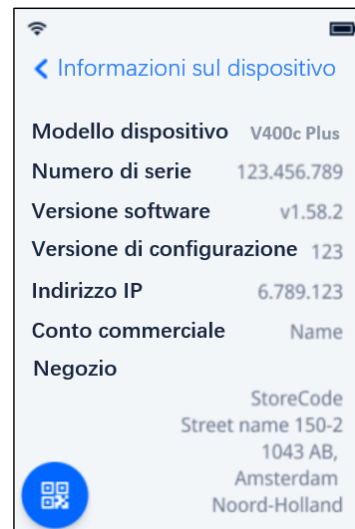 Informazioni sul dispositivo
Modello dispositivo V400c Plus
Numero di serie 123.456.789
Versione software v1.58.2
Versione di configurazione 123
Indirizzo IP 6.789.123
Conto commerciale Name
Negozio
StoreCode
Street name 150-2
1043 AB,
Amsterdam
Noord-Holland